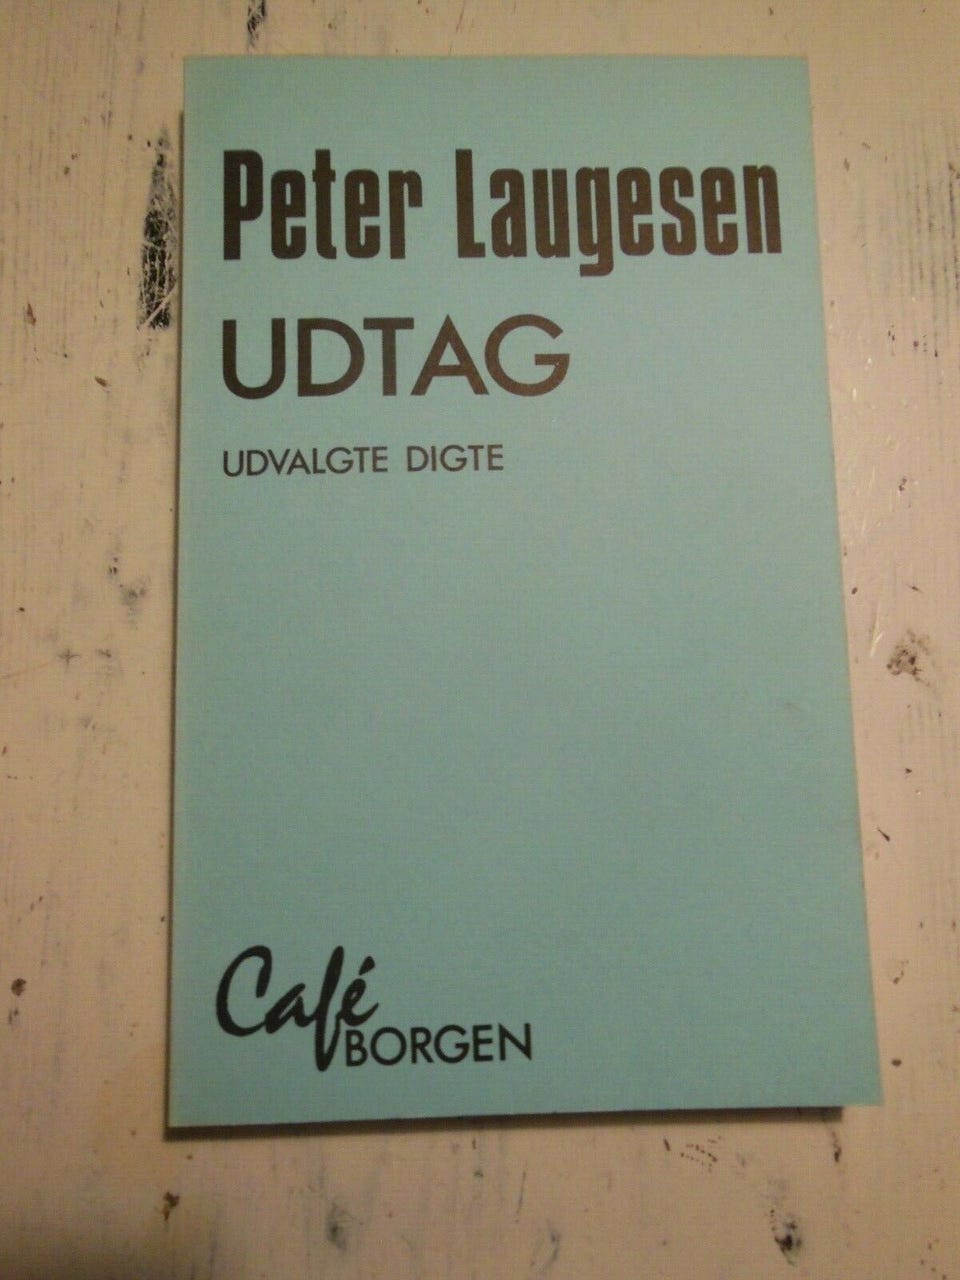 Peter Laugesen
UDTAG
UDVALGTE DIGTE
Café
BORGEN